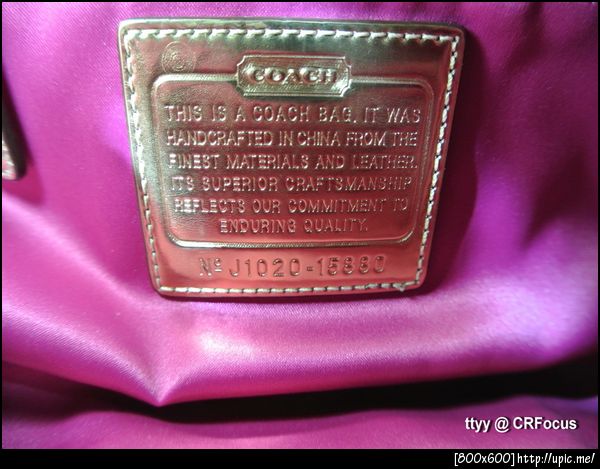 COACH
THIS IS A COACH BAG. IT WAS
HANDCRAFTED IN CHINA FROM THE
FINEST MATERIALS AND LEATHER.
ITS SUPERIOR CRAFTSMANSHIP
REFLECTS OUR COMMITMENT TO
ENDURING QUALITY.
Nº J1020-15880
ttyy @ CRFocus
[800x600]http://upic.me/